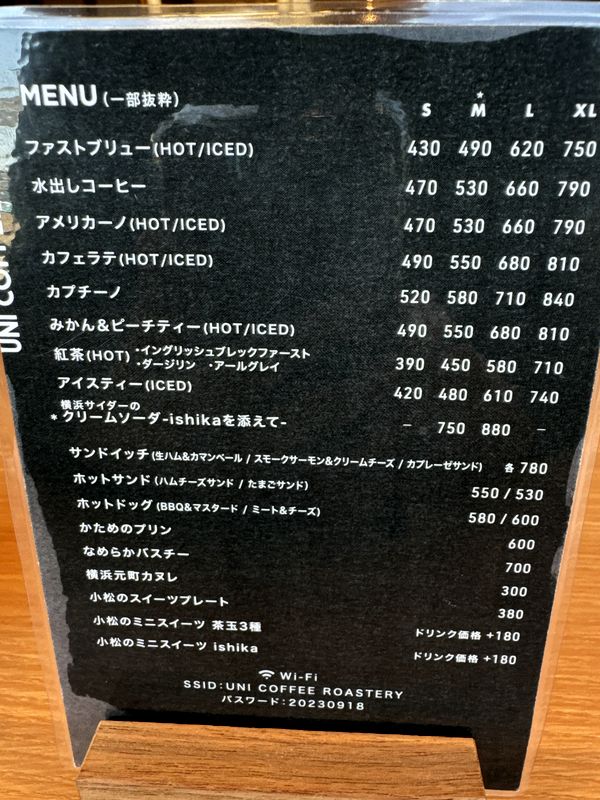 MENU(一部抜粋)
S ★M L XL
ファストブリュー(HOT/ICED) 430 490 620 750
水出しコーヒー 470 530 660 790
アメリカーノ(HOT/ICED) 470 530 660 790
カフェラテ(HOT/ICED) 490 550 680 810
カプチーノ 520 580 710 840
みかん&ピーチティー(HOT/ICED) 490 550 680 810
紅茶(HOT) ・イングリッシュブレックファースト
・ダージリン ・アールグレイ 390 450 580 710
アイスティー(ICED) 420 480 610 740
横浜サイダーの
*クリームソーダ-ishikaを添えて- – 750 880 –
サンドイッチ(生ハム&カマンベール / スモークサーモン&クリームチーズ / カプレーゼサンド) 各 780
ホットサンド(ハムチーズサンド / たまごサンド) 550 / 530
ホットドッグ(BBQ&マスタード / ミート&チーズ) 580 / 600
かためのプリン 600
なめらかバスチー 700
横浜元町カヌレ 300
小松のスイーツプレート 380
小松のミニスイーツ 茶玉3種 ドリンク価格 +180
小松のミニスイーツ ishika ドリンク価格 +180
Wi-Fi
SSID:UNI COFFEE ROASTERY
パスワード:20230918